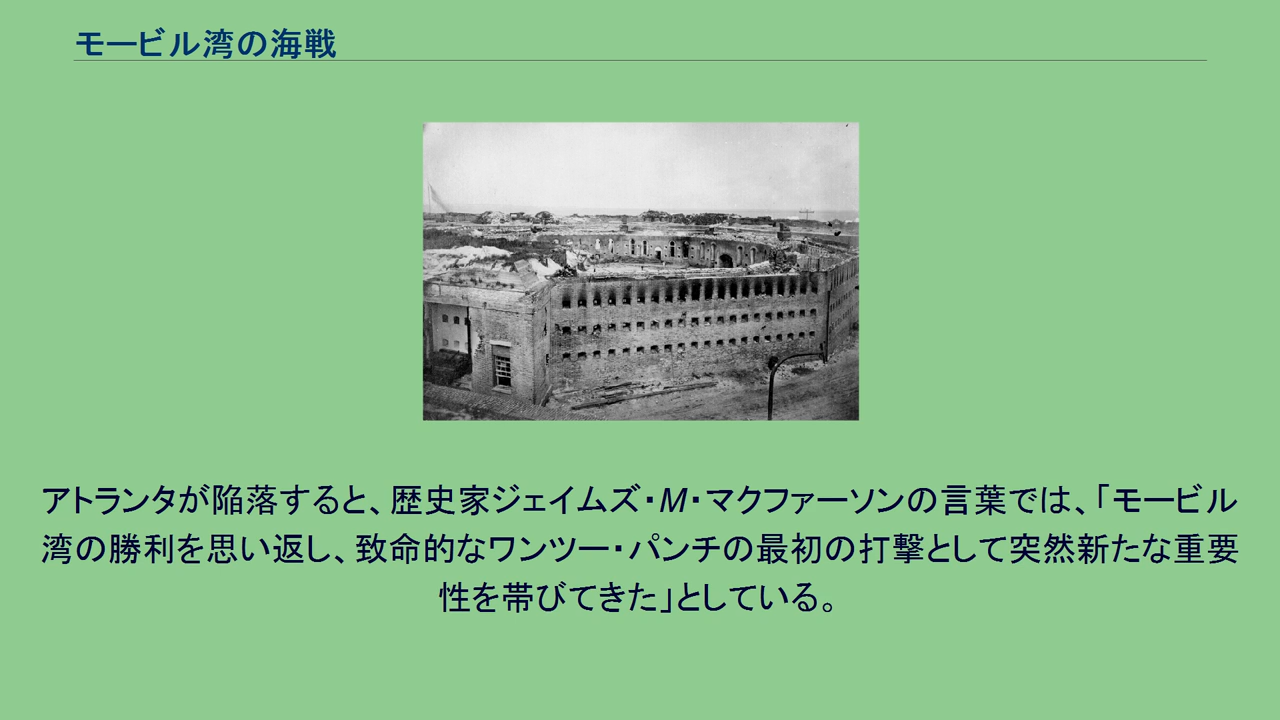 モービル湾の海戦
アトランタが陥落すると、歴史家ジェイムズ・M・マクファーソンの言葉では、「モービル
湾の勝利を思い返し、致命的なワンツー・パンチの最初の打撃として突然新たな重要
性を帯びてきた」としている。